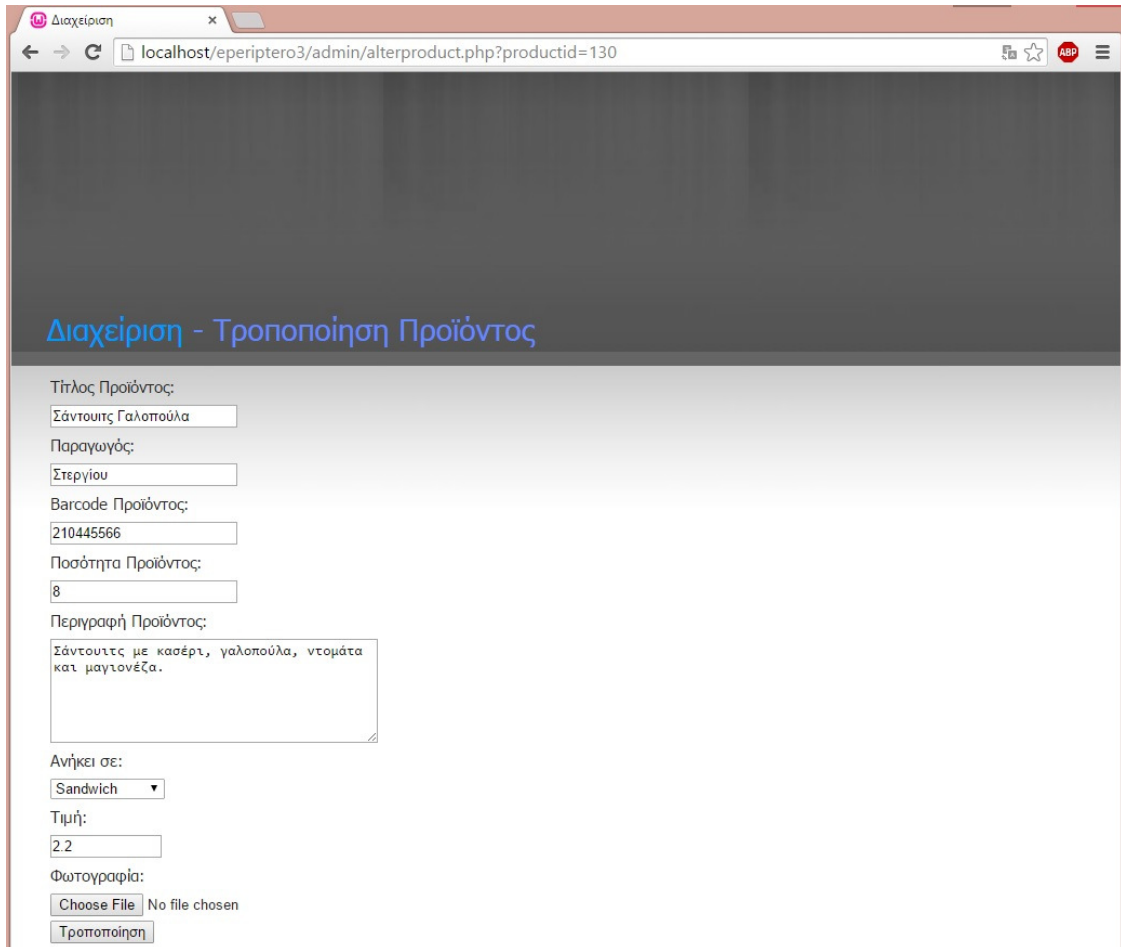 Διαχείριση
localhost/eperiptero3/admin/alterproduct.php?productid=130
ABP
Διαχείριση - Τροποποίηση Προϊόντος
Τίτλος Προϊόντος:
Σάντουιτς Γαλοπούλα
Παραγωγός:
Στεργίου
Barcode Προϊόντος:
210445566
Ποσότητα Προϊόντος:
8
Περιγραφή Προϊόντος:
Σάντουιτς με κασέρι, γαλοπούλα, ντομάτα
και μαγιονέζα.
Ανήκει σε:
Sandwich
Τιμή:
2.2
Φωτογραφία:
Choose File No file chosen
Τροποποίηση